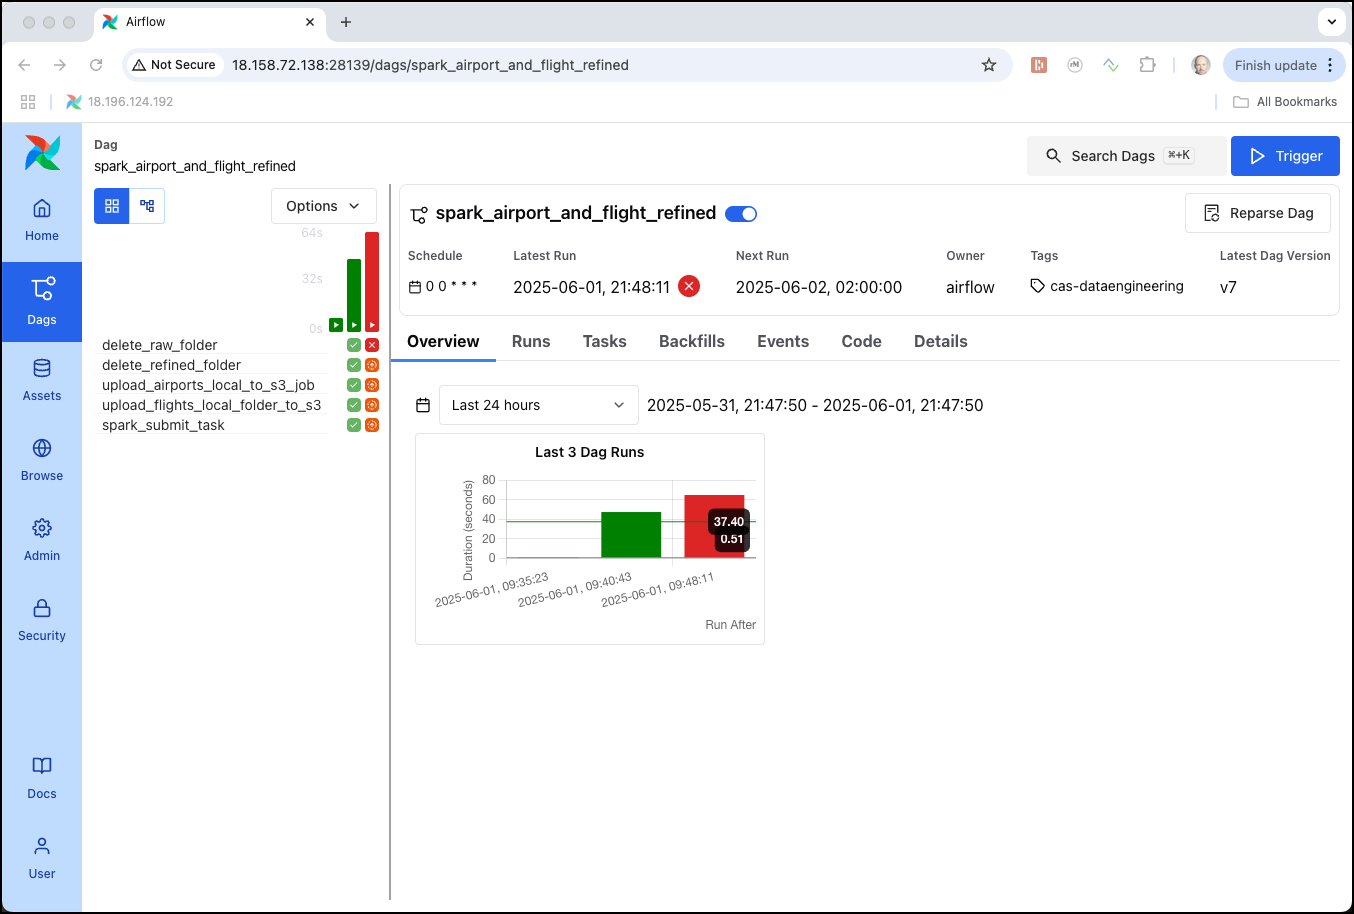 Airflow
Not Secure 18.158.72.138:28139/dags/spark_airport_and_flight_refined
Finish update
18.196.124.192
All Bookmarks
Dag
spark_airport_and_flight_refined
Search Dags ⌘+K
Trigger
Home
Dags
Assets
Browse
Admin
Security
Docs
User
Options
64s
32s
0s
delete_raw_folder
delete_refined_folder
upload_airports_local_to_s3_job
upload_flights_local_folder_to_s3
spark_submit_task
spark_airport_and_flight_refined
Reparse Dag
Schedule Latest Run Next Run Owner Tags Latest Dag Version
0 0 * * * 2025-06-01, 21:48:11 2025-06-02, 02:00:00 airflow cas-dataengineering v7
Overview Runs Tasks Backfills Events Code Details
Last 24 hours 2025-05-31, 21:47:50 - 2025-06-01, 21:47:50
Last 3 Dag Runs
Duration (seconds)
80
60
40
20
0
37.40
0.51
2025-06-01, 09:35:23
2025-06-01, 09:40:43
2025-06-01, 09:48:11
Run After